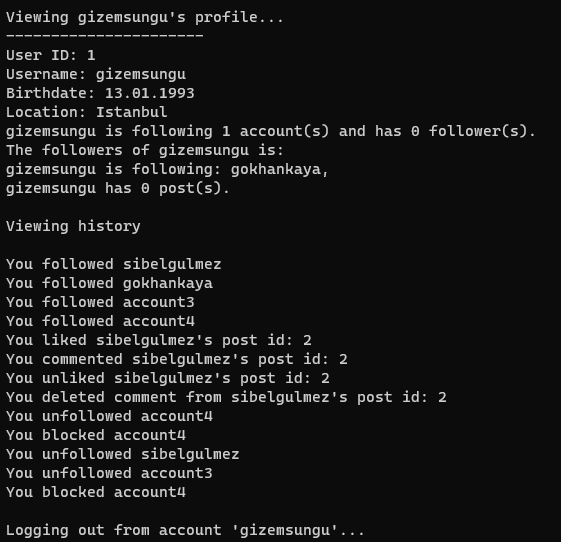 Viewing gizemsungu's profile...
----------------------
User ID: 1
Username: gizemsungu
Birthdate: 13.01.1993
Location: Istanbul
gizemsungu is following 1 account(s) and has 0 follower(s).
The followers of gizemsungu is:
gizemsungu is following: gokhankaya,
gizemsungu has 0 post(s).
Viewing history
You followed sibelgulmez
You followed gokhankaya
You followed account3
You followed account4
You liked sibelgulmez's post id: 2
You commented sibelgulmez's post id: 2
You unliked sibelgulmez's post id: 2
You deleted comment from sibelgulmez's post id: 2
You unfollowed account4
You blocked account4
You unfollowed sibelgulmez
You unfollowed account3
You blocked account4
Logging out from account 'gizemsungu'...